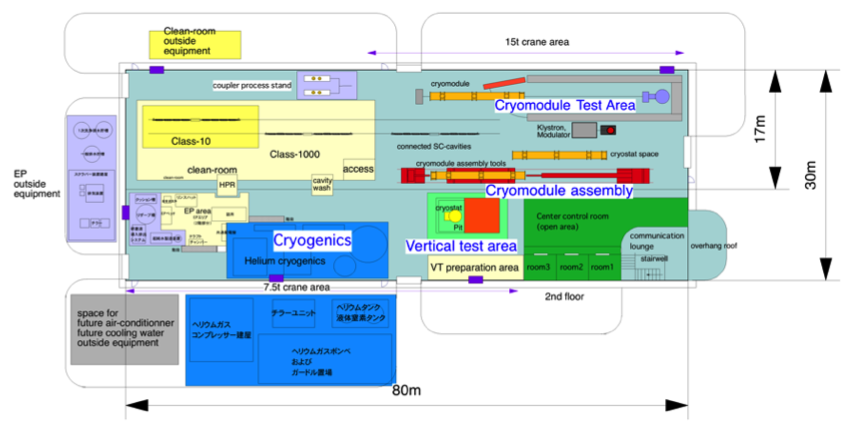 Clean-room
outside
equipment
15t crane area
coupler process stand
cryomodule
Cryomodule Test Area
Class-10
Class-1000
connected SC-cavities
Klystron,
Modulator
17m
30m
cryostat space
EP
outside
equipment
clean-room
clean-room
access
HPR
cavity
wash
cryomodule assembly tools
Cryomodule assembly
EP area
cryostat
Pit
Center control room
(open area)
Cryogenics
Helium cryogenics
Vertical test area
communication
lounge
overhang roof
stairwell
VT preparation area
room3
room2
room1
7.5t crane area
2nd floor
space for
future air-conditionner
future cooling water
outside equipment
ヘリウムガス
コンプレッサー建屋
チラーユニット
ヘリウムタンク
液体窒素タンク
ヘリウムガスボンベ
および
ガードル置場
80m